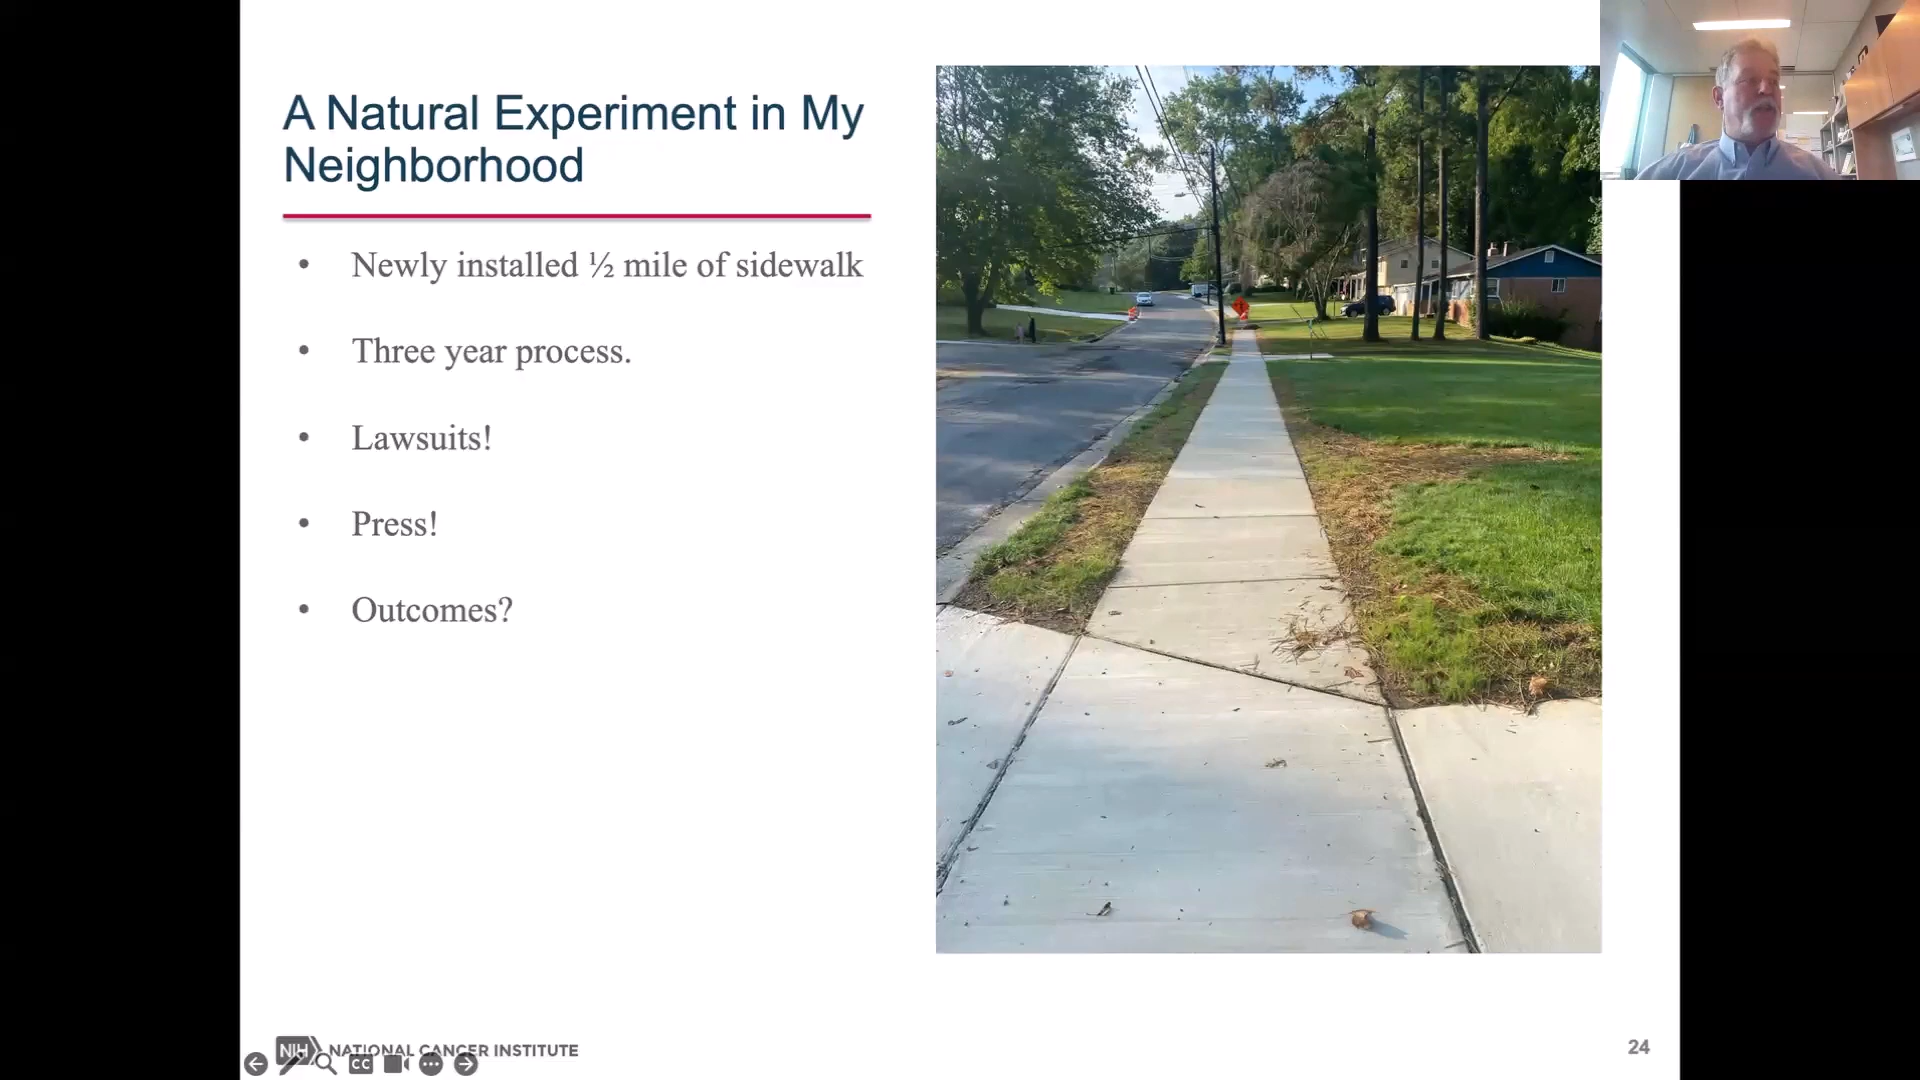 A Natural Experiment in My
Neighborhood
• Newly installed ½ mile of sidewalk
• Three year process.
• Lawsuits!
• Press!
• Outcomes?
NIH NATIONAL CANCER INSTITUTE
CC
24